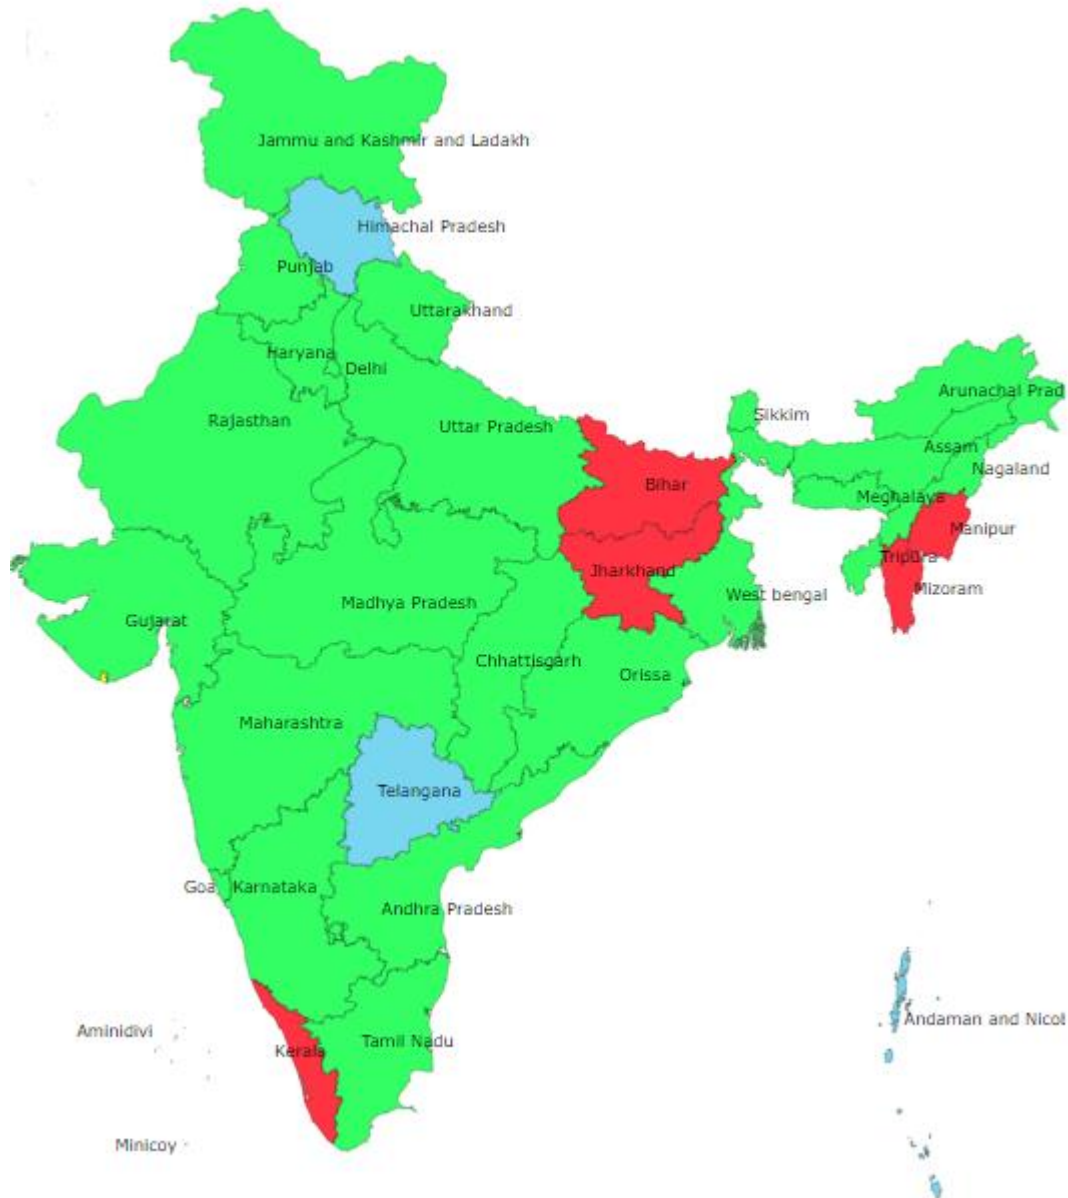 Jammu and Kashmir and Ladakh
Himachal Pradesh
Punjab
Uttarakhand
Haryana
Delhi
Arunachal Prad
Rajasthan
Uttar Pradesh
Sikkim
Assam
Nagaland
Bihar
Meghalaya
Manipur
Tripura
Jharkhand
Mizoram
West bengal
Madhya Pradesh
Gujarat
Chhattisgarh
Orissa
Maharashtra
Telangana
Goa
Karnataka
Andhra Pradesh
Andaman and Nicob
Aminidivi
Tamil Nadu
Kerala
Minicoy